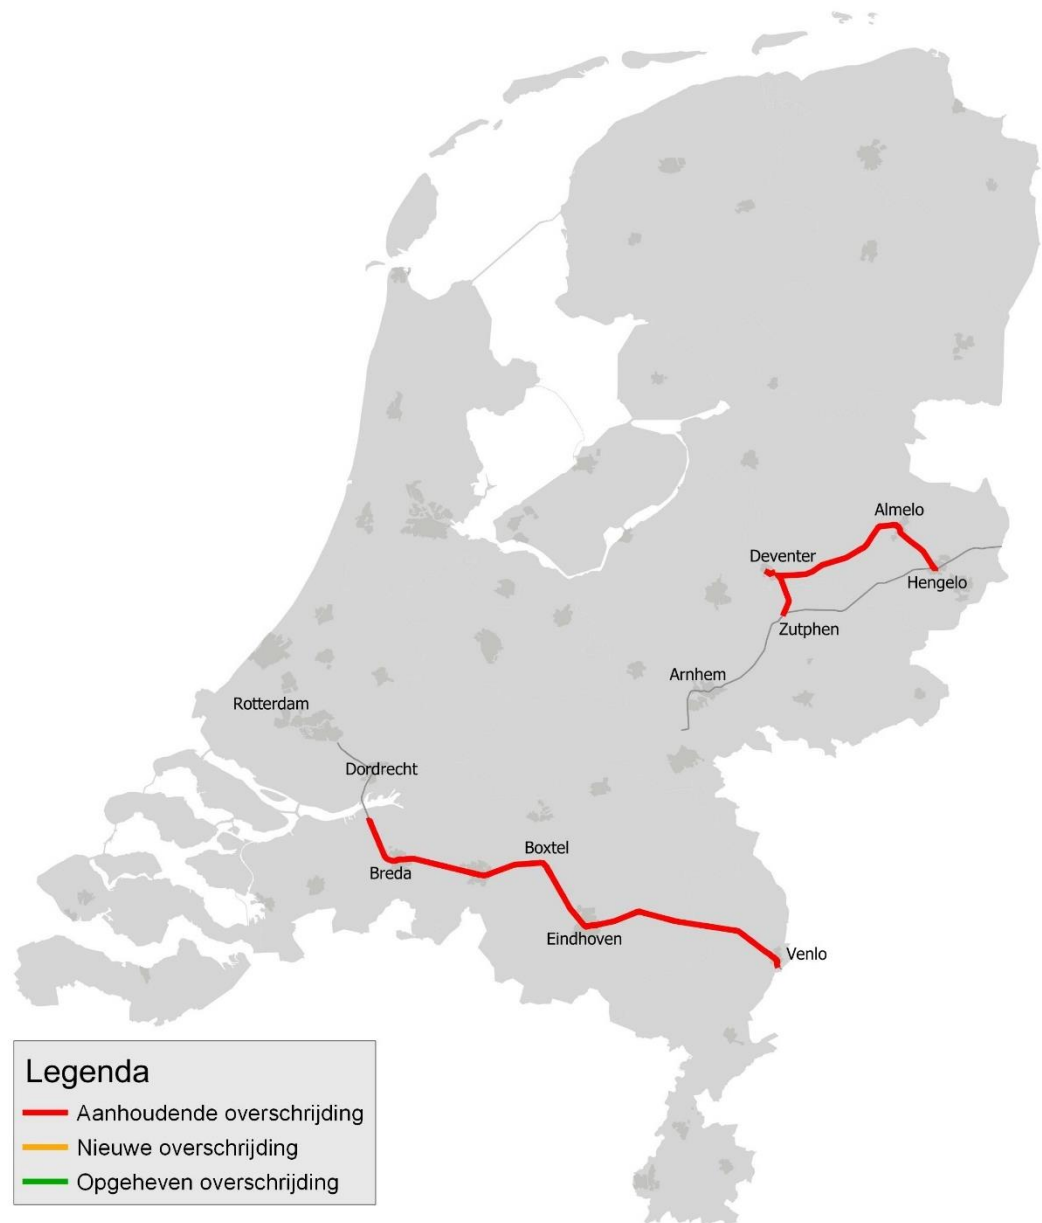 Almelo
Deventer
Hengelo
Zutphen
Arnhem
Rotterdam
Dordrecht
Boxtel
Breda
Eindhoven
Venlo
Legenda
Aanhoudende overschrijding
Nieuwe overschrijding
Opgeheven overschrijding